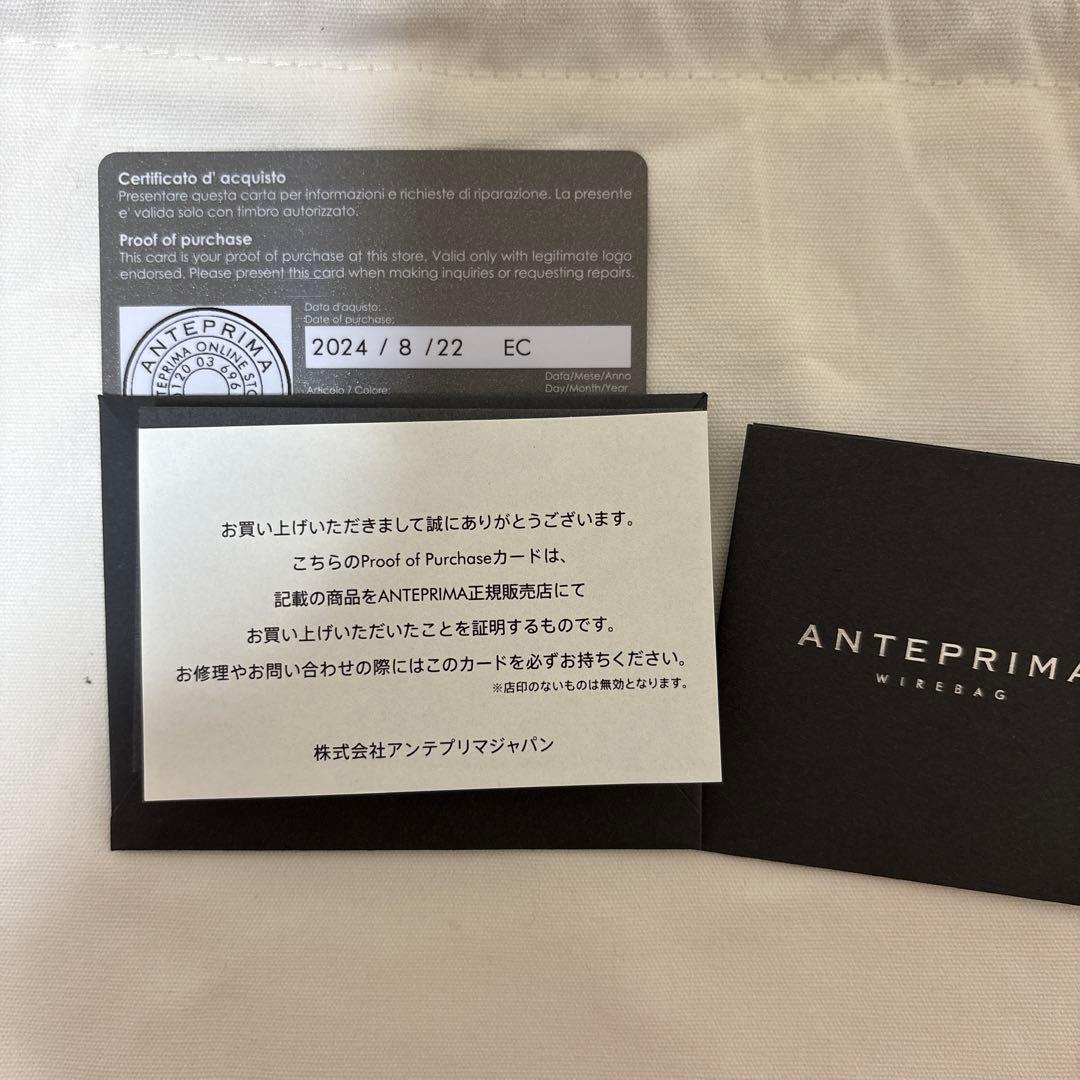 Certificato d' acquisto
Presentare questa carta per informazioni e richieste di riparazione. La presente
e' valida solo con timbro autorizzato.
Proof of purchase
This card is your proof of purchase at this store. Valid only with legitimate logo
endorsed. Please present this card when making inquiries or requesting repairs.
ANTEPRIMA
ANTEPRIMA ONLINE
0120 03 696
Data d'aquisto:
Date of purchase:
2024 / 8 /22 EC
Data/Mese/Anno
Articolo / Colore:
Day/Month/Year
お買い上げいただきまして誠にありがとうございます。
こちらのProof of Purchaseカードは、
記載の商品をANTEPRIMA正規販売店にて
お買い上げいただいたことを証明するものです。
お修理やお問い合わせの際にはこのカードを必ずお持ちください。
※店印のないものは無効となります。
株式会社アンテプリマジャパン
ANTEPRIMA
WIREBAG